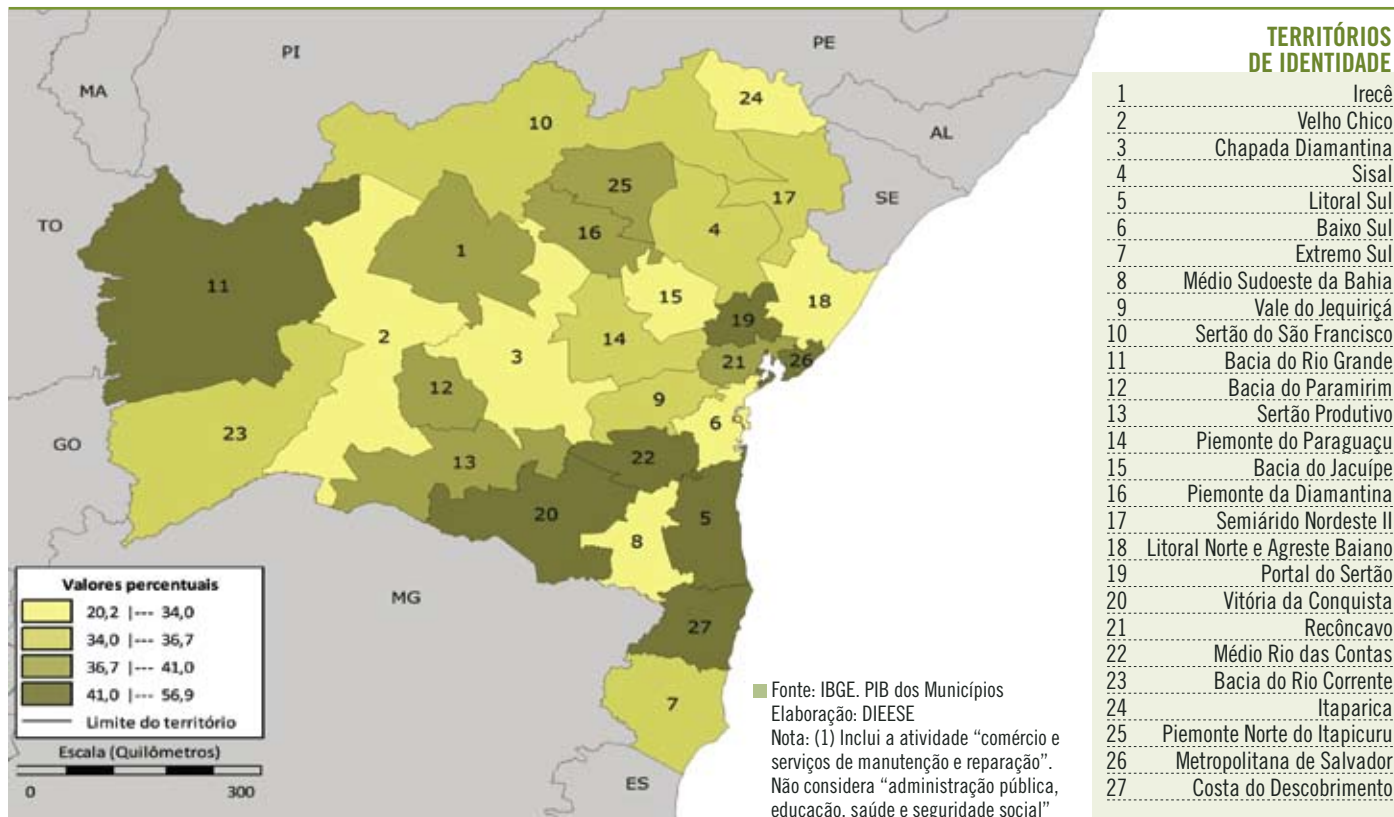 PI
PE
MA
24
10
AL
25
17
SE
TO
16
4
1
11
15
18
19
2
14
3
21
26
12
9
6
23
GO
13
22
20
5
8
MG
27
7
ES
Valores percentuais
20,2 |--- 34,0
34,0 |--- 36,7
36,7 |--- 41,0
41,0 |--- 56,9
Limite do território
Escala (Quilômetros)
0 300
Fonte: IBGE. PIB dos Municípios
Elaboração: DIEESE
Nota: (1) Inclui a atividade “comércio e
serviços de manutenção e reparação”.
Não considera “administração pública,
educação, saúde e seguridade social”
TERRITÓRIOS
DE IDENTIDADE
1 Irecê
2 Velho Chico
3 Chapada Diamantina
4 Sisal
5 Litoral Sul
6 Baixo Sul
7 Extremo Sul
8 Médio Sudoeste da Bahia
9 Vale do Jequiriçá
10 Sertão do São Francisco
11 Bacia do Rio Grande
12 Bacia do Paramirim
13 Sertão Produtivo
14 Piemonte do Paraguaçu
15 Bacia do Jacuípe
16 Piemonte da Diamantina
17 Semiárido Nordeste II
18 Litoral Norte e Agreste Baiano
19 Portal do Sertão
20 Vitória da Conquista
21 Recôncavo
22 Médio Rio das Contas
23 Bacia do Rio Corrente
24 Itaparica
25 Piemonte Norte do Itapicuru
26 Metropolitana de Salvador
27 Costa do Descobrimento